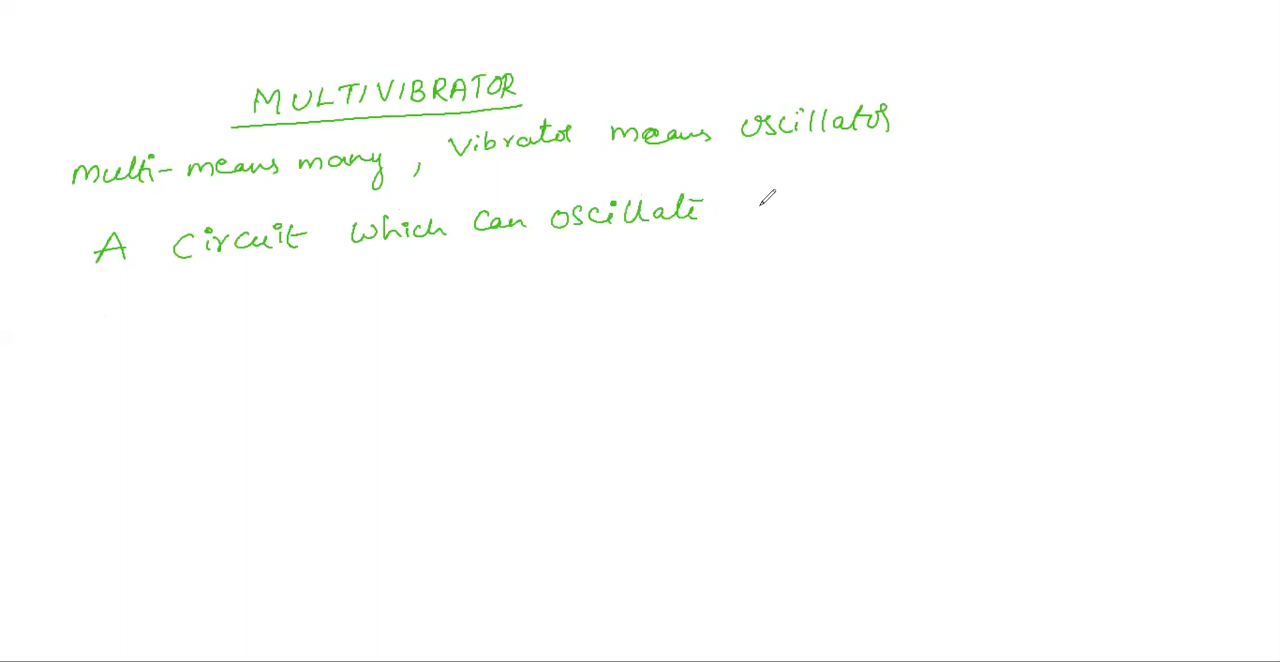 MULTIVIBRATOR
Multi- means many, Vibrator means oscillator
A circuit which can oscillate